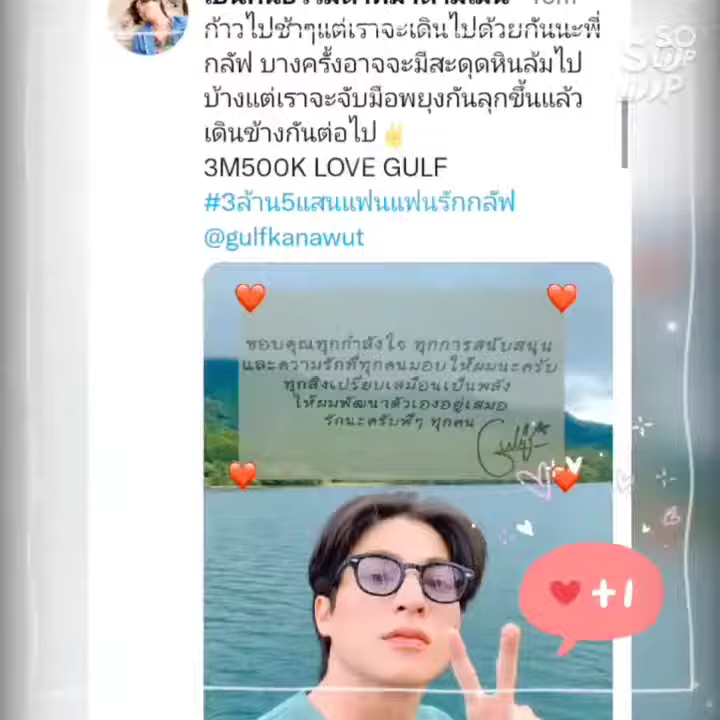 ก้าวไปช้าๆแต่เราจะเดินไปด้วยกันนะพี่
กลัฟ บางครั้งอาจจะมีสะดุดหินล้มไป
บ้างแต่เราจะจับมือพยุงกันลุกขึ้นแล้ว
เดินข้างกันต่อไป✌️
3M500K LOVE GULF
#3ล้าน5แสนแฟนแฟนรักกลัฟ
@gulfkanawut
ขอบคุณทุกกำลังใจ ทุกการสนับสนุน
และความรักที่ทุกคนมอบให้ผมนะครับ
ทุกสิ่งเปรียบเสมือนเป็นพลัง
ให้ผมพัฒนาตัวเองอยู่เสมอ
รักนะครับพี่ๆ ทุกคน
Gulf
+1